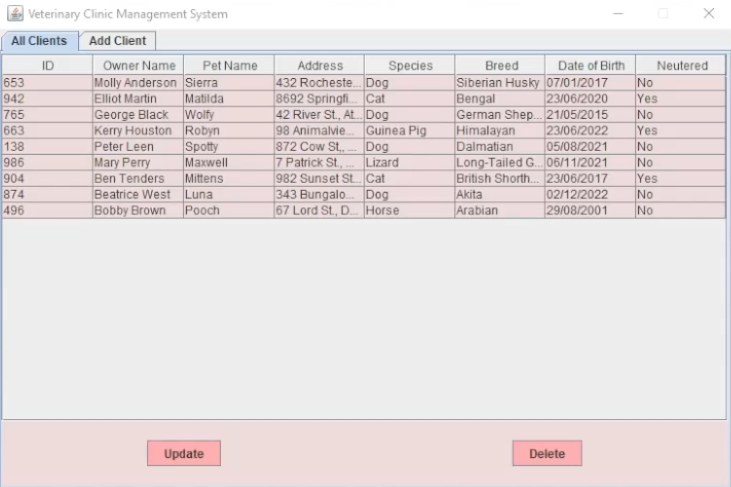 Veterinary Clinic Management System
All Clients Add Client
ID Owner Name Pet Name Address Species Breed Date of Birth Neutered
653 Molly Anderson Sierra 432 Rocheste... Dog Siberian Husky 07/01/2017 No
942 Elliot Martin Matilda 8692 Springfi... Cat Bengal 23/06/2020 Yes
765 George Black Wolfy 42 River St., At... Dog German Shep... 21/05/2015 No
663 Kerry Houston Robyn 98 Animalvie... Guinea Pig Himalayan 23/06/2022 Yes
138 Peter Leen Spotty 872 Cow St,, ... Dog Dalmatian 05/08/2021 No
986 Mary Perry Maxwell 7 Patrick St., ... Lizard Long-Tailed G... 06/11/2021 No
904 Ben Tenders Mittens 982 Sunset St... Cat British Shorth... 23/06/2017 Yes
874 Beatrice West Luna 343 Bungalo... Dog Akita 02/12/2022 No
496 Bobby Brown Pooch 67 Lord St., D... Horse Arabian 29/08/2001 No
Update Delete